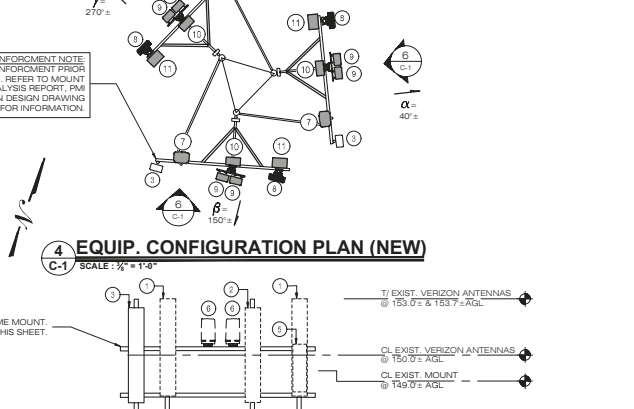 270°±
9
9
8
11
10
11
8
10
9
9
6
C-1
α=
40°±
NFORCMENT NOTE:
NFORCEMENT PRIOR
. REFER TO MOUNT
ALYSIS REPORT, PMI
N DESIGN DRAWING
FOR INFORMATION.
7
3
7
10
11
3
9
9
8
6
C-1
β=
150°±
4
C-1
EQUIP. CONFIGURATION PLAN (NEW)
SCALE : ⅜" = 1'-0"
3
1
2
1
6
6
5
T/ EXIST. VERIZON ANTENNAS
@ 153.0'± & 153.7'±AGL
ME MOUNT.
HIS SHEET.
CL EXIST. VERIZON ANTENNAS
@ 150.0'± AGL
CL EXIST. MOUNT
@ 149.0'± AGL